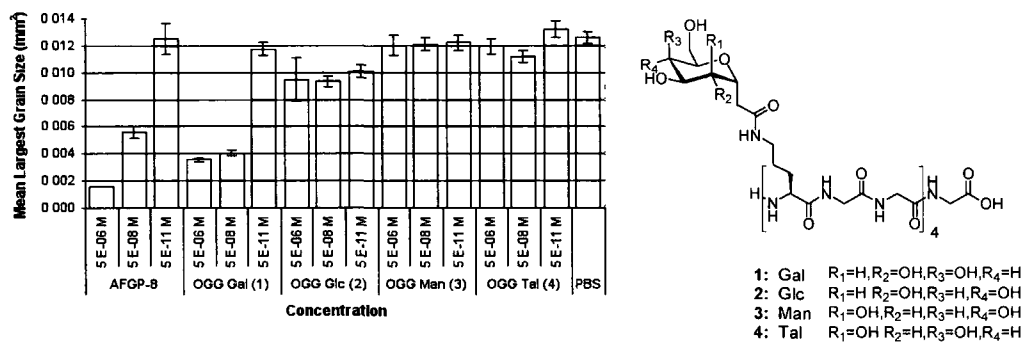 Mean Largest Grain Size (mm²)
0 014
0 012
0 010
0 008
0 006
0 004
0 002
0 000
5 E-06 M
5 E-08 M
5 E-11 M
5 E-06 M
5 E-08 M
5 E-11 M
5 E-06 M
5 E-08 M
5 E-11 M
5 E-06 M
5 E-08 M
5 E-11 M
5 E-06 M
5 E-08 M
5 E-11 M
AFGP-8
OGG Gal (1)
OGG Glc (2)
OGG Man (3)
OGG Tal (4)
PBS
Concentration
OH
R3
R1
R4
O
HO
R2
O
N
H
H
N
H
O
H
N
O
N
H
O
H
N
O
OH
4
1: Gal R1=H,R2=OH,R3=OH,R4=H
2: Glc R1=H R2=OH,R3=H,R4=OH
3: Man R1=OH,R2=H,R3=H,R4=OH
4: Tal R1=OH R2=H,R3=OH,R4=H